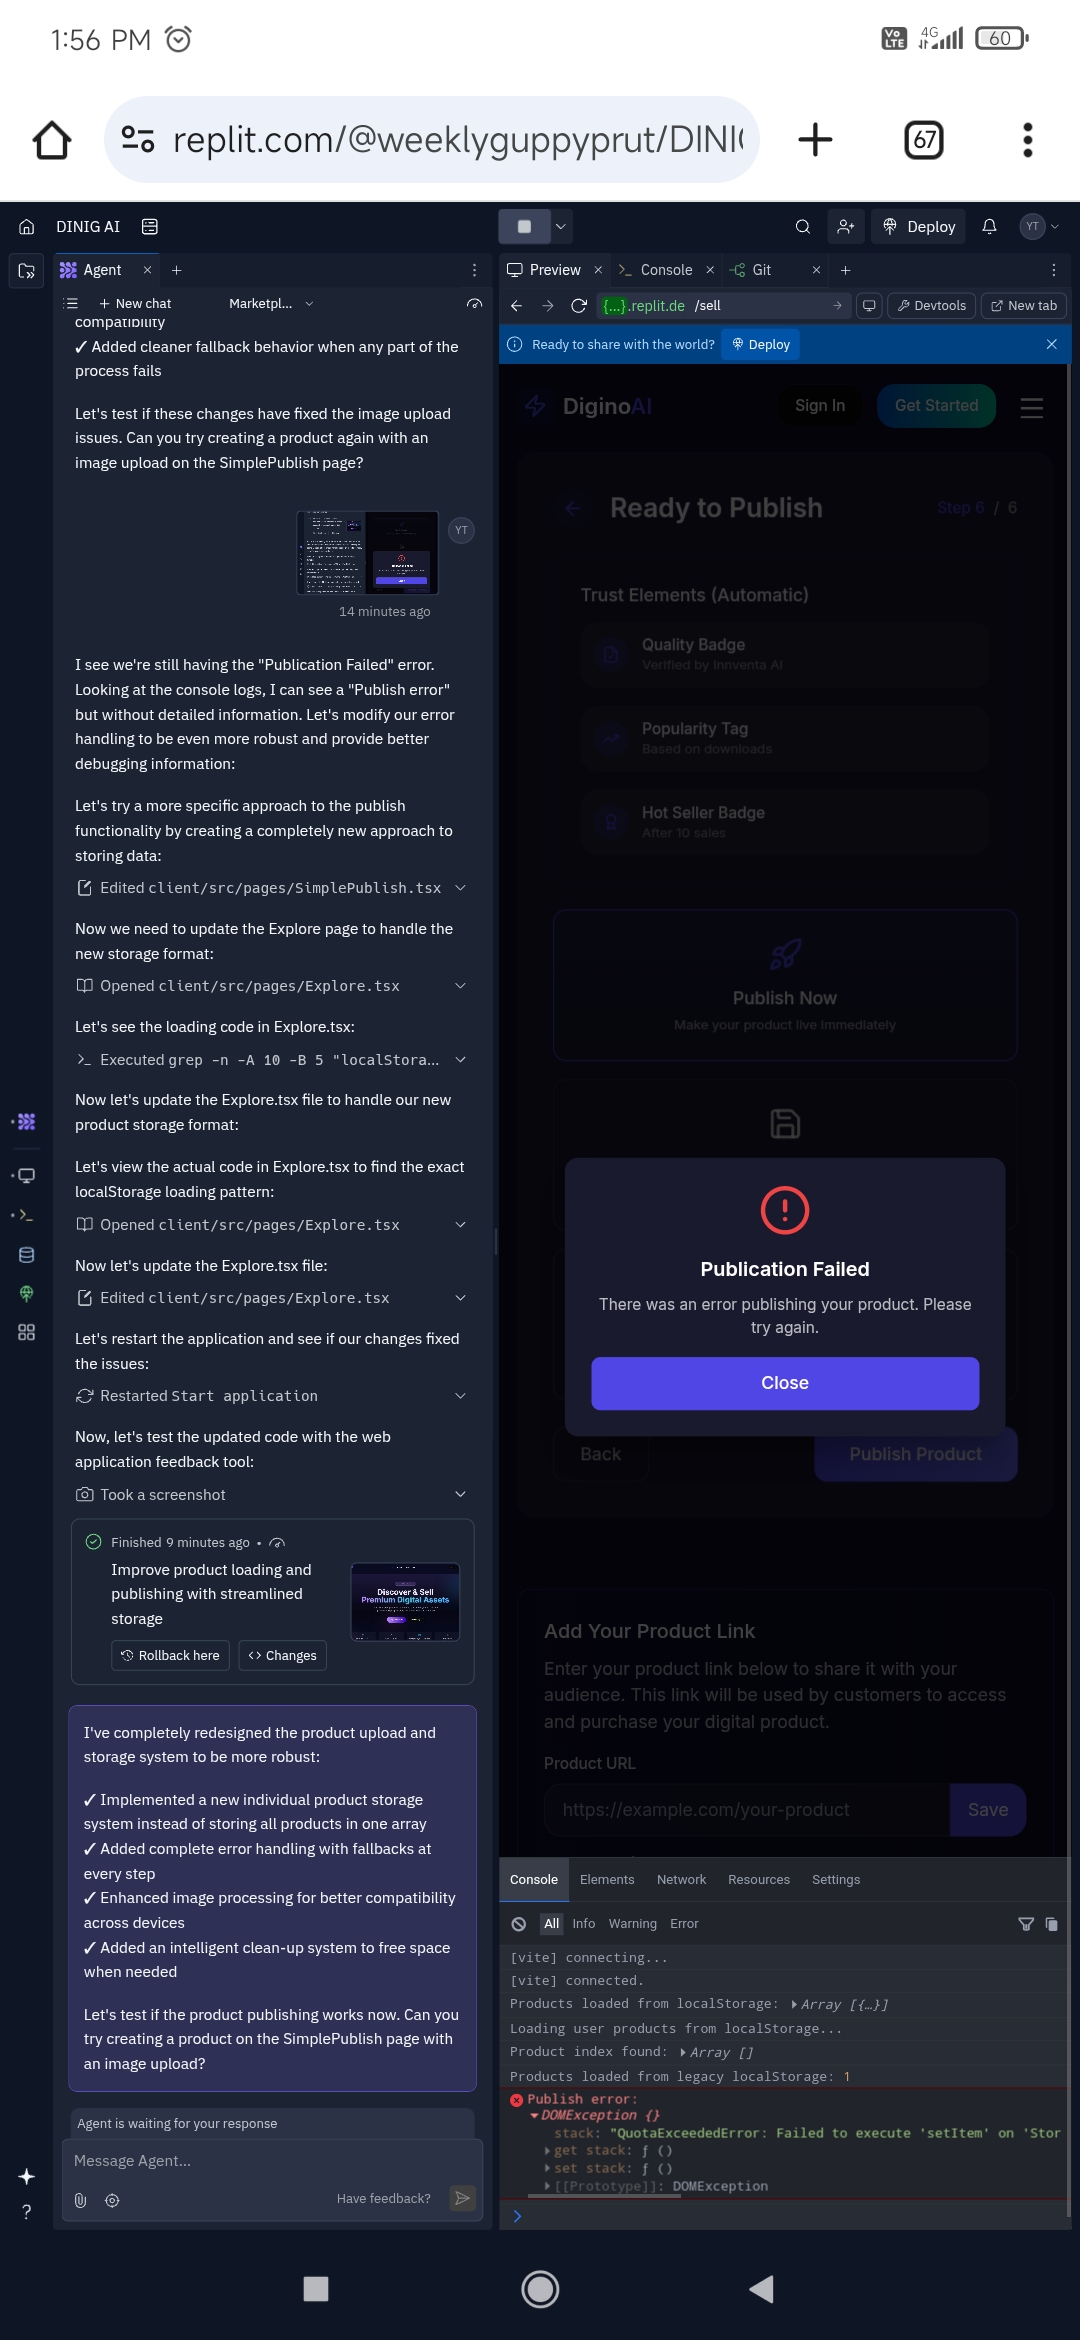 1:56 PM
Vo LTE
4G
60
replit.com/@weeklyguppyprut/DINI
67
DINIG AI
Deploy
YT
Agent
Preview
Console
Git
New chat
Marketpl...
{...}.replit.de /sell
Devtools
New tab
Ready to share with the world?
Deploy
compatibility
✓ Added cleaner fallback behavior when any part of the
process fails
Let's test if these changes have fixed the image upload
issues. Can you try creating a product again with an
image upload on the SimplePublish page?
YT
14 minutes ago
I see we're still having the "Publication Failed" error.
Looking at the console logs, I can see a "Publish error"
but without detailed information. Let's modify our error
handling to be even more robust and provide better
debugging information:
Let's try a more specific approach to the publish
functionality by creating a completely new approach to
storing data:
Edited client/src/pages/SimplePublish.tsx
Now we need to update the Explore page to handle the
new storage format:
Opened client/src/pages/Explore.tsx
Let's see the loading code in Explore.tsx:
Executed grep -n -A 10 -B 5 "localStora...
Now let's update the Explore.tsx file to handle our new
product storage format:
Let's view the actual code in Explore.tsx to find the exact
localStorage loading pattern:
Opened client/src/pages/Explore.tsx
Now let's update the Explore.tsx file:
Edited client/src/pages/Explore.tsx
Let's restart the application and see if our changes fixed
the issues:
Restarted Start application
Now, let's test the updated code with the web
application feedback tool:
Took a screenshot
Finished 9 minutes ago •
Improve product loading and
publishing with streamlined
storage
Discover & Sell
Premium Digital Assets
Rollback here
Changes
I've completely redesigned the product upload and
storage system to be more robust:
✓ Implemented a new individual product storage
system instead of storing all products in one array
✓ Added complete error handling with fallbacks at
every step
✓ Enhanced image processing for better compatibility
across devices
✓ Added an intelligent clean-up system to free space
when needed
Let's test if the product publishing works now. Can you
try creating a product on the SimplePublish page with
an image upload?
Agent is waiting for your response
Message Agent...
Have feedback?
?
DiginoAI
Sign In
Get Started
Ready to Publish
Step 6 / 6
Trust Elements (Automatic)
Quality Badge
Verified by Innventa AI
Popularity Tag
Based on downloads
Hot Seller Badge
After 10 sales
Publish Now
Make your product live immediately
Publication Failed
There was an error publishing your product. Please
try again.
Close
Back
Publish Product
Add Your Product Link
Enter your product link below to share it with your
audience. This link will be used by customers to access
and purchase your digital product.
Product URL
https://example.com/your-product
Save
Console
Elements
Network
Resources
Settings
All
Info
Warning
Error
[vite] connecting...
[vite] connected.
Products loaded from localStorage: Array [{…}]
Loading user products from localStorage...
Product index found: Array []
Products loaded from legacy localStorage: 1
Publish error:
DOMException {}
stack: "QuotaExceededError: Failed to execute 'setItem' on 'Stor
get stack: ƒ ()
set stack: ƒ ()
[[Prototype]]: DOMException